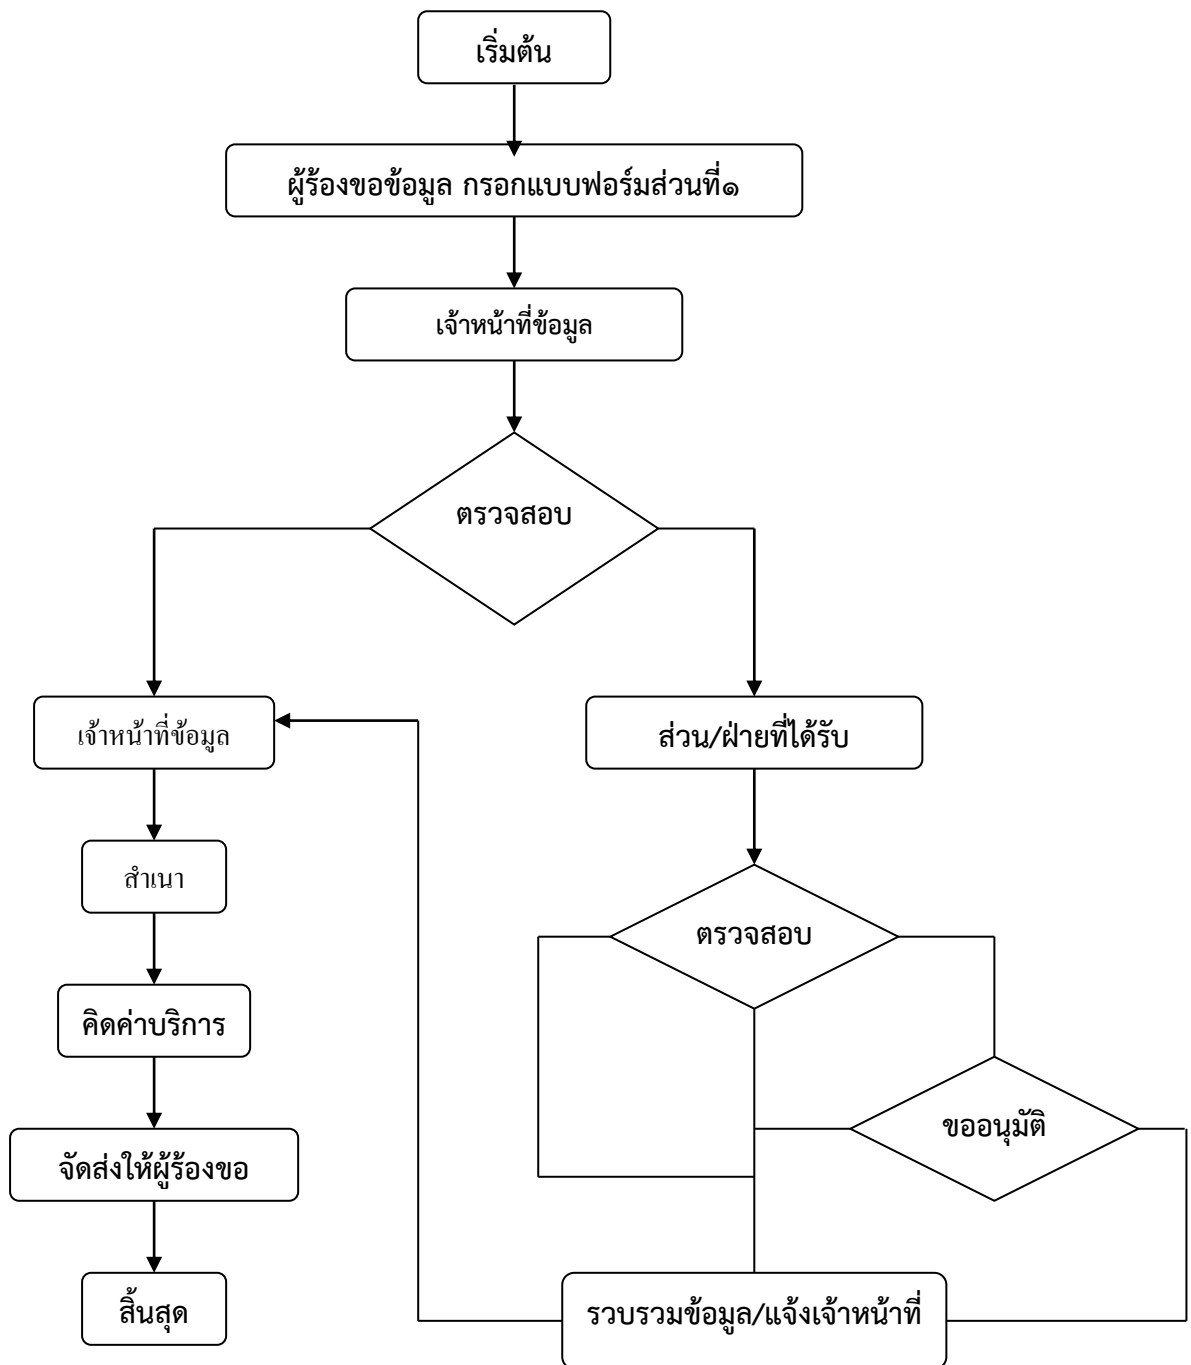 เริ่มต้น
ผู้ร้องขอข้อมูล กรอกแบบฟอร์มส่วนที่๑
เจ้าหน้าที่ข้อมูล
ตรวจสอบ
เจ้าหน้าที่ข้อมูล
ส่วน/ฝ่ายที่ได้รับ
สำเนา
ตรวจสอบ
คิดค่าบริการ
ขออนุมัติ
จัดส่งให้ผู้ร้องขอ
สิ้นสุด
รวบรวมข้อมูล/แจ้งเจ้าหน้าที่